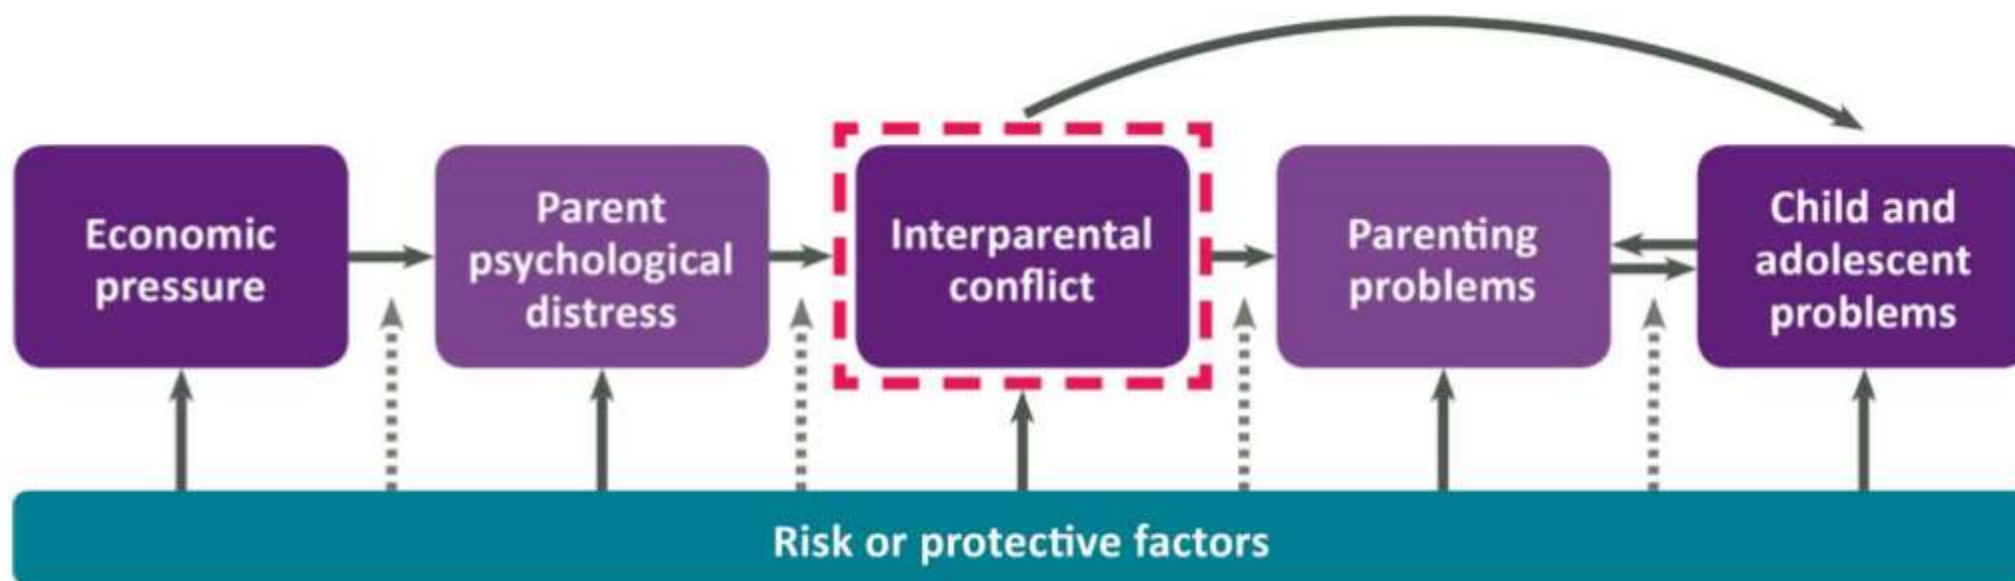 Economic
pressure
Parent
psychological
distress
Interparental
conflict
Parenting
problems
Child and
adolescent
problems
Risk or protective factors